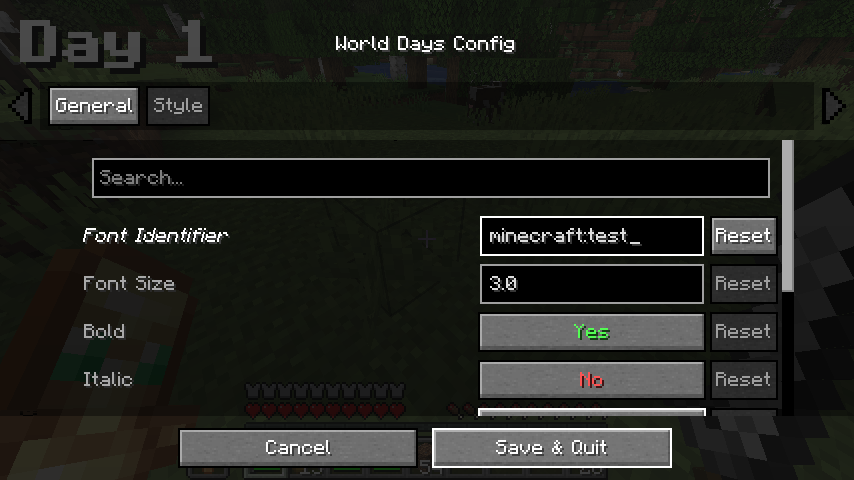 Day 1
World Days Config
General Style
Search...
Font Identifier minecraft:test_ Reset
Font Size 3.0 Reset
Bold Yes Reset
Italic No Reset
Cancel Save & Quit